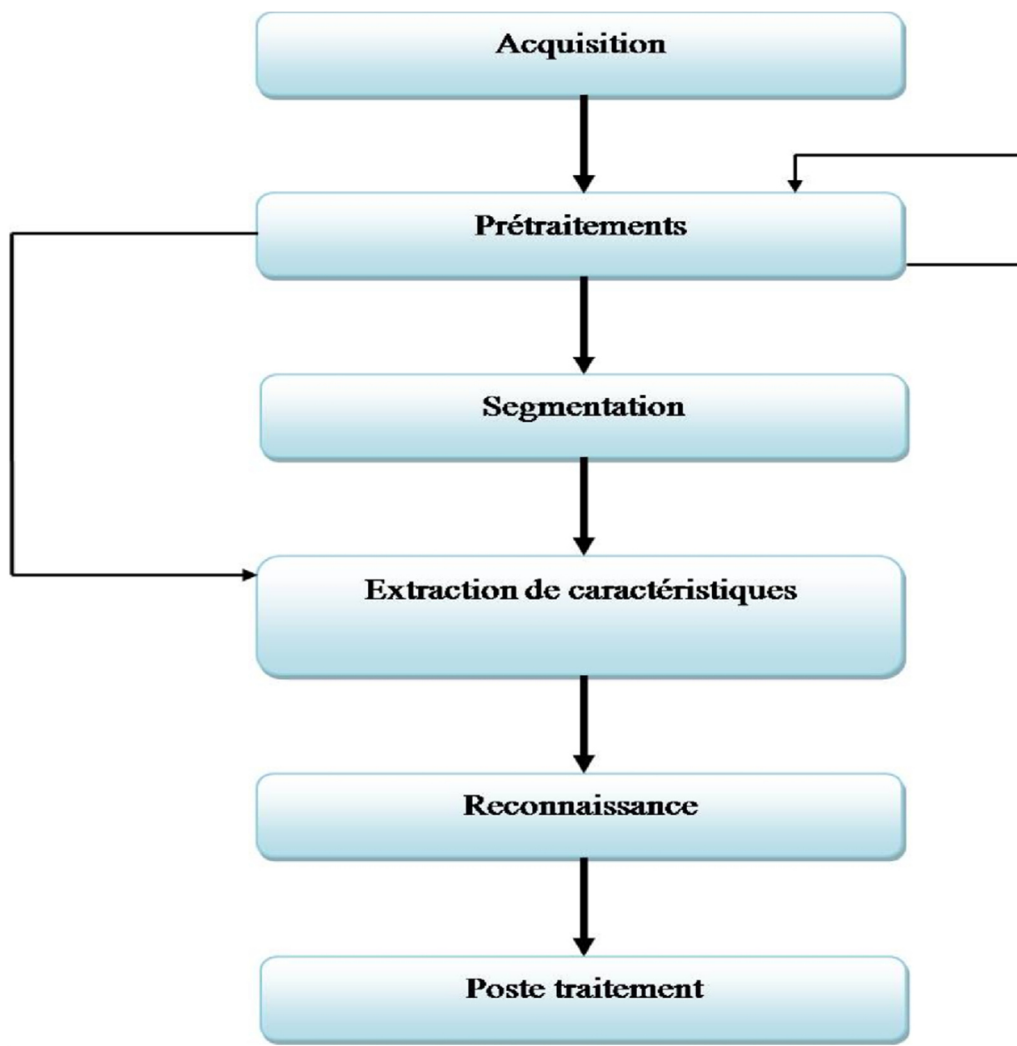 Acquisition
Prétraitements
Segmentation
Extraction de caractéristiques
Reconnaissance
Poste traitement